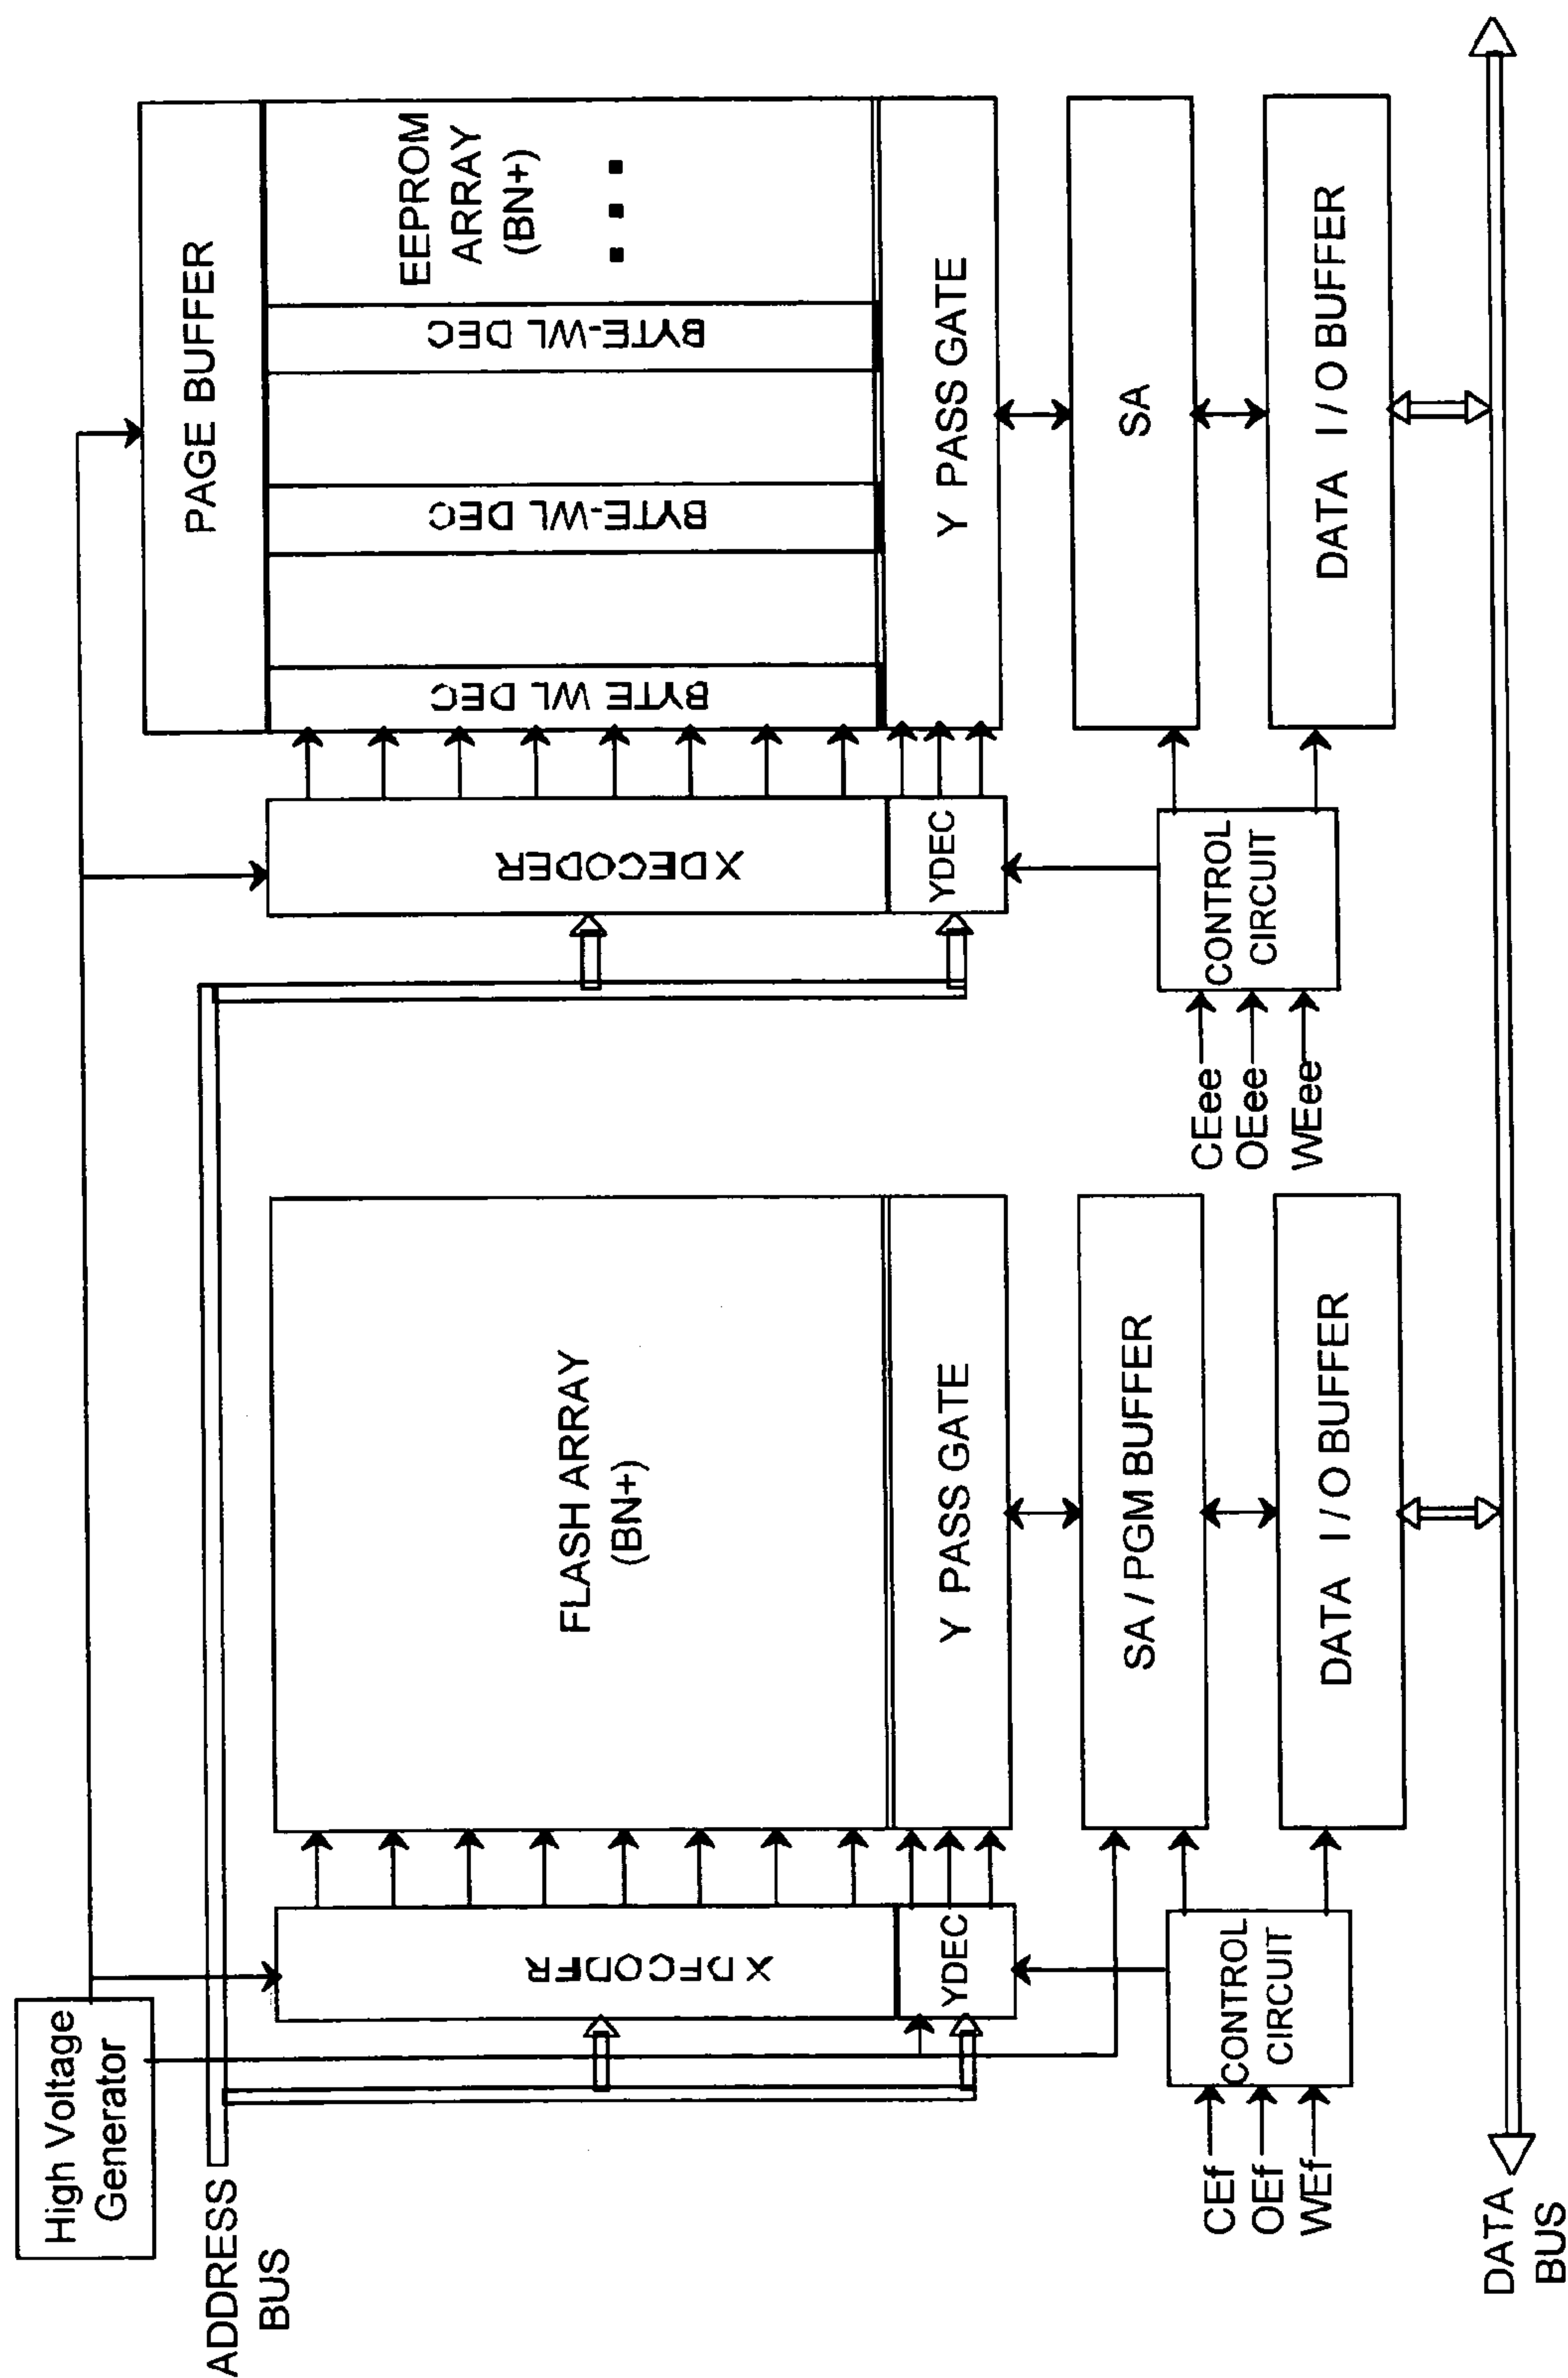 High Voltage
Generator
ADDRESS
BUS
X DECODER
YDEC
FLASH ARRAY
(BN+)
Y PASS GATE
SA / PGM BUFFER
DATA I / O BUFFER
CONTROL
CIRCUIT
CEf
OEf
WEf
PAGE BUFFER
X DECODER
YDEC
BYTE WL DEC
BYTE-WL DEC
BYTE-WL DEC
EEPROM
ARRAY
(BN+)
Y PASS GATE
SA
DATA I / O BUFFER
CONTROL
CIRCUIT
CEee
OEee
WEee
DATA
BUS